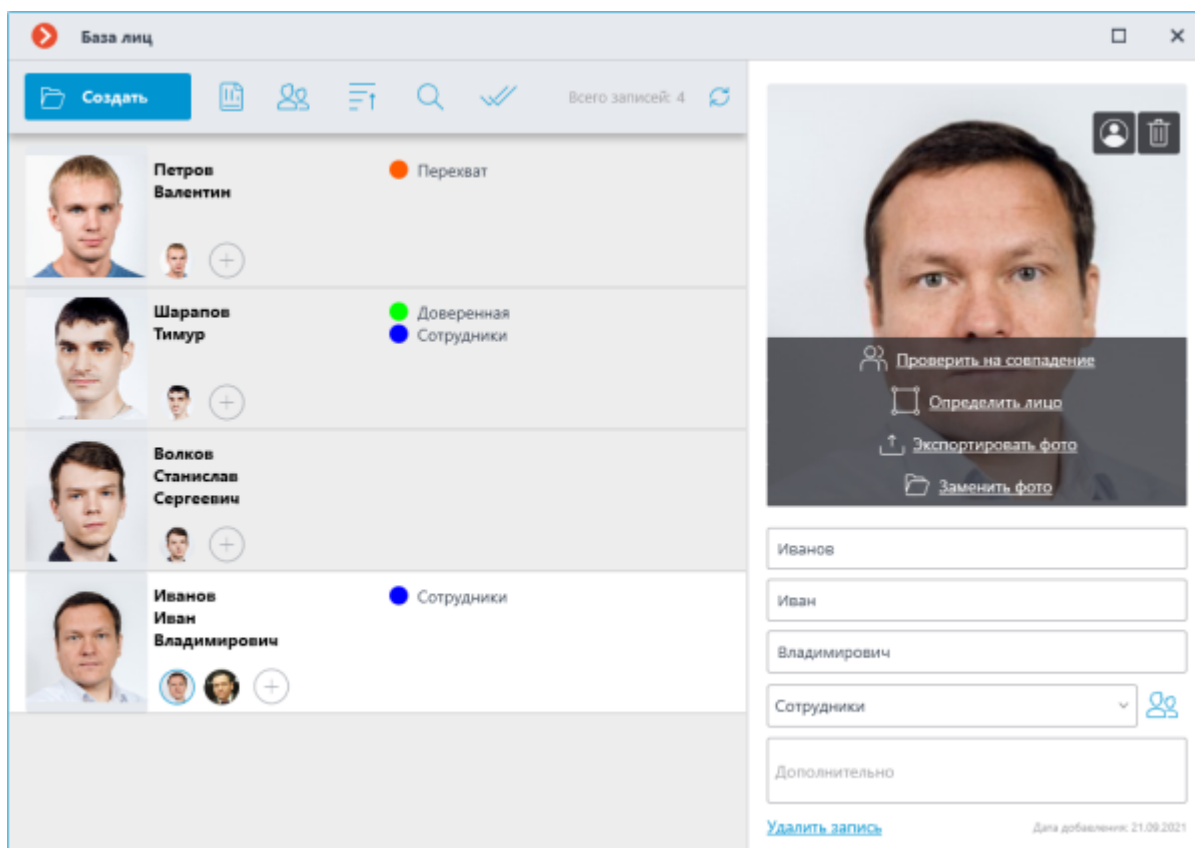 База лиц
Создать
Всего записей: 4
Петров
Валентин
Перехват
Шарапов
Тимур
Доверенная
Сотрудники
Волков
Станислав
Сергеевич
Иванов
Иван
Владимирович
Сотрудники
Проверить на совпадение
Определить лицо
Экспортировать фото
Заменить фото
Иванов
Иван
Владимирович
Сотрудники
Дополнительно
Удалить запись
Дата добавления: 21.09.2021